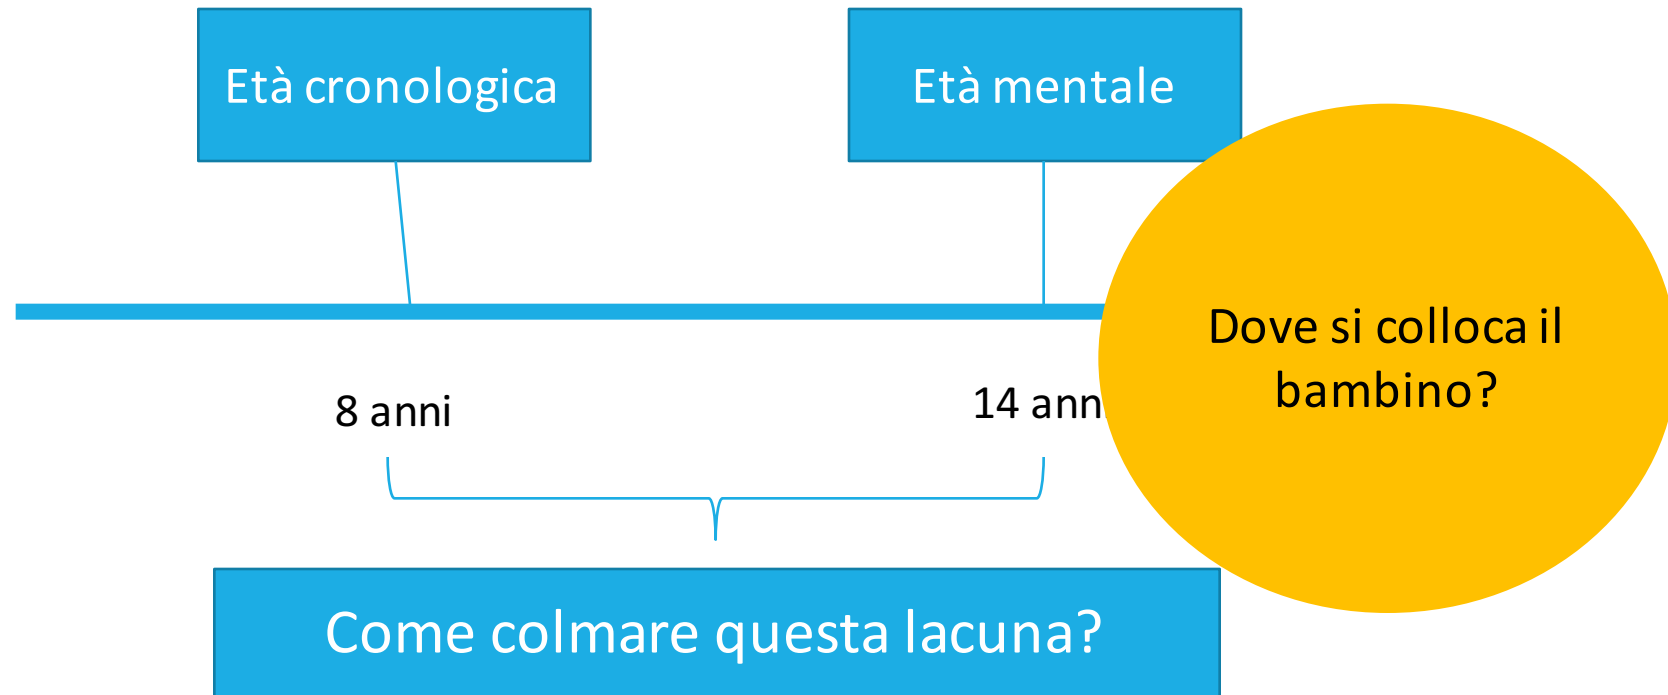 Età cronologica
Età mentale
Dove si colloca il
bambino?
8 anni
14 ann
Come colmare questa lacuna?